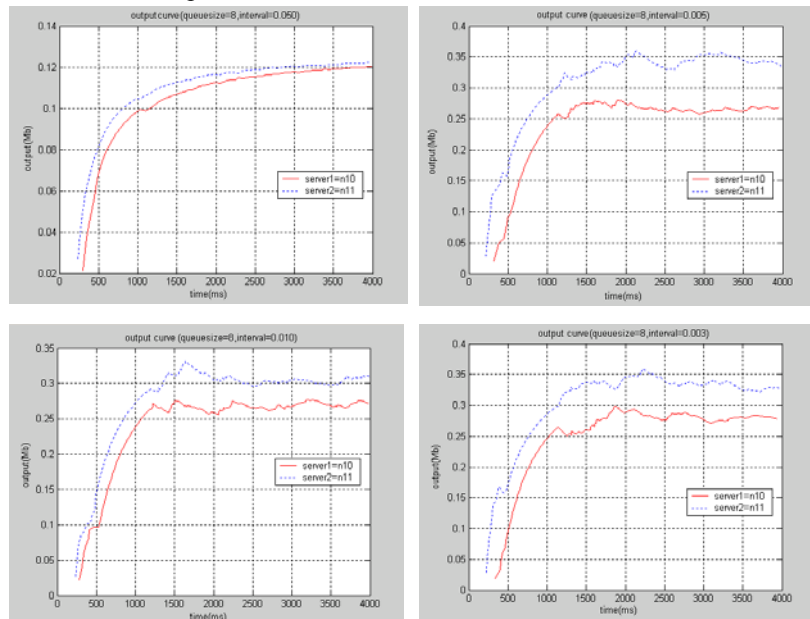 outputcurve(queuesize=8,interval=0.050)
0.14
0.12
0.1
0.08
0.06
0.04
0.02
output(Mb)
server1=n10
server2=n11
0 500 1000 1500 2000 2500 3000 3500 4000
time(ms)
output curve (queuesize=8,interval=0.005)
0.4
0.35
0.3
0.25
0.2
0.15
0.1
0.05
0
output(Mb)
server1=n10
server2=n11
0 500 1000 1500 2000 2500 3000 3500 4000
time(ms)
output curve (queuesize=8,interval=0.010)
0.35
0.3
0.25
0.2
0.15
0.1
0.05
0
output(Mb)
server1=n10
server2=n11
0 500 1000 1500 2000 2500 3000 3500 4000
time(ms)
output curve (queuesize=8,interval=0.003)
0.4
0.35
0.3
0.25
0.2
0.15
0.1
0.05
0
output(Mb)
server1=n10
server2=n11
0 500 1000 1500 2000 2500 3000 3500 4000
time(ms)